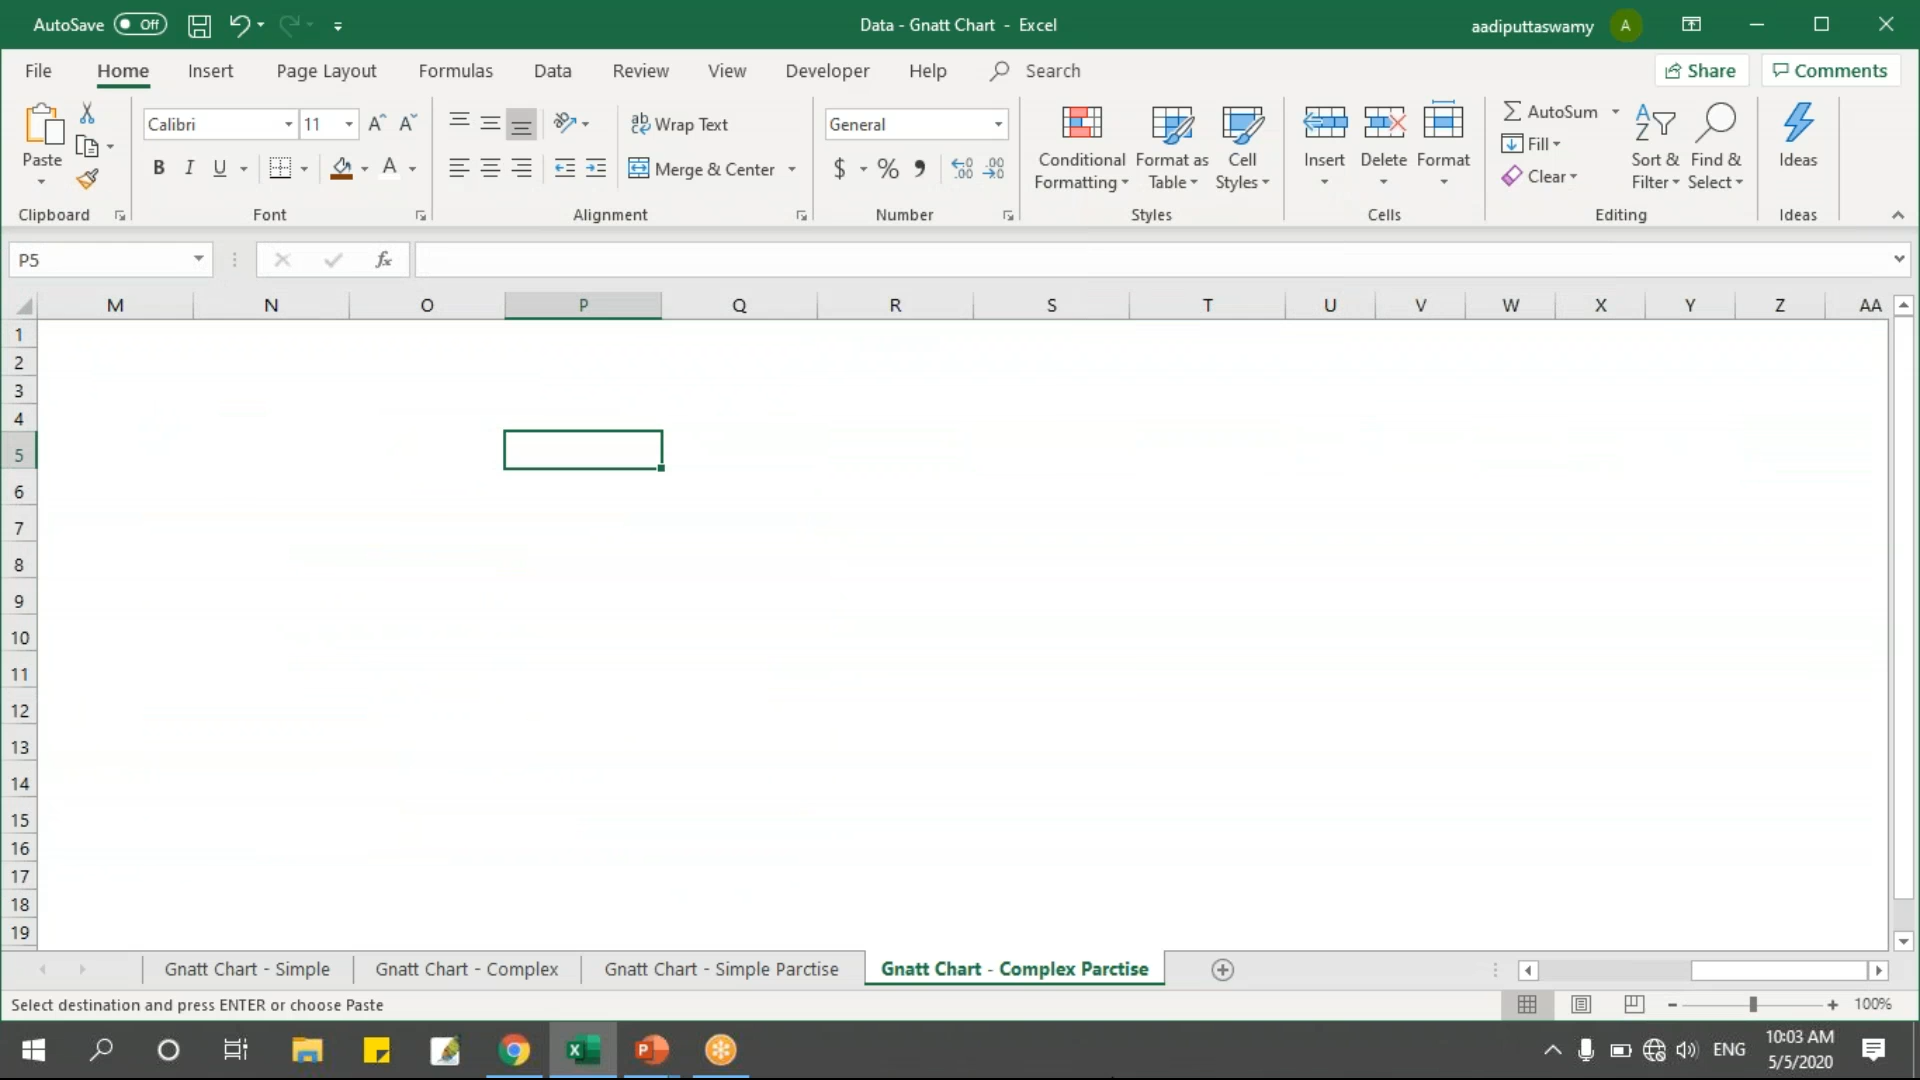 AutoSave Off
Data - Gnatt Chart - Excel
aadiputtaswamy A
File Home Insert Page Layout Formulas Data Review View Developer Help Search Share Comments
Paste
Clipboard
Calibri 11
B I U A
Font
Wrap Text
Merge & Center
Alignment
General
$ % 9
Number
Conditional Formatting
Format as Table
Cell Styles
Styles
Insert Delete Format
Cells
AutoSum
Fill
Clear
Sort & Filter
Find & Select
Editing
Ideas
Ideas
P5 fx
M N O P Q R S T U V W X Y Z AA
1
2
3
4
5
6
7
8
9
10
11
12
13
14
15
16
17
18
19
Gnatt Chart - Simple Gnatt Chart - Complex Gnatt Chart - Simple Parctise Gnatt Chart - Complex Parctise
Select destination and press ENTER or choose Paste
100%
ENG
10:03 AM
5/5/2020